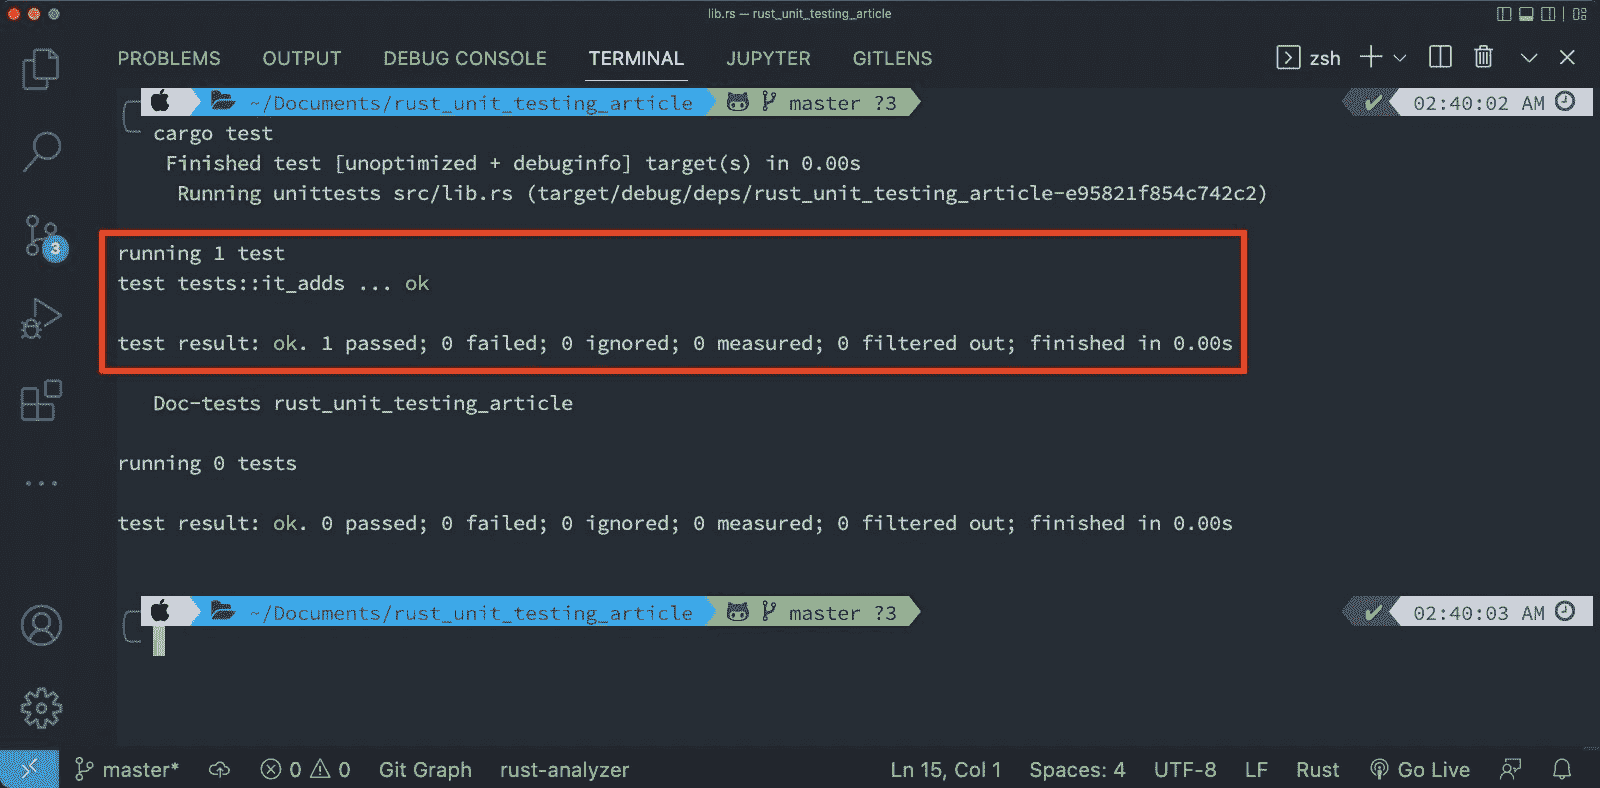 lib.rs — rust_unit_testing_article
PROBLEMS OUTPUT DEBUG CONSOLE TERMINAL JUPYTER GITLENS zsh
~/Documents/rust_unit_testing_article master ?3 02:40:02 AM
cargo test
Finished test [unoptimized + debuginfo] target(s) in 0.00s
Running unittests src/lib.rs (target/debug/deps/rust_unit_testing_article-e95821f854c742c2)
3
running 1 test
test tests::it_adds ... ok
test result: ok. 1 passed; 0 failed; 0 ignored; 0 measured; 0 filtered out; finished in 0.00s
Doc-tests rust_unit_testing_article
running 0 tests
test result: ok. 0 passed; 0 failed; 0 ignored; 0 measured; 0 filtered out; finished in 0.00s
~/Documents/rust_unit_testing_article master ?3 02:40:03 AM
master* 0 0 Git Graph rust-analyzer Ln 15, Col 1 Spaces: 4 UTF-8 LF Rust Go Live